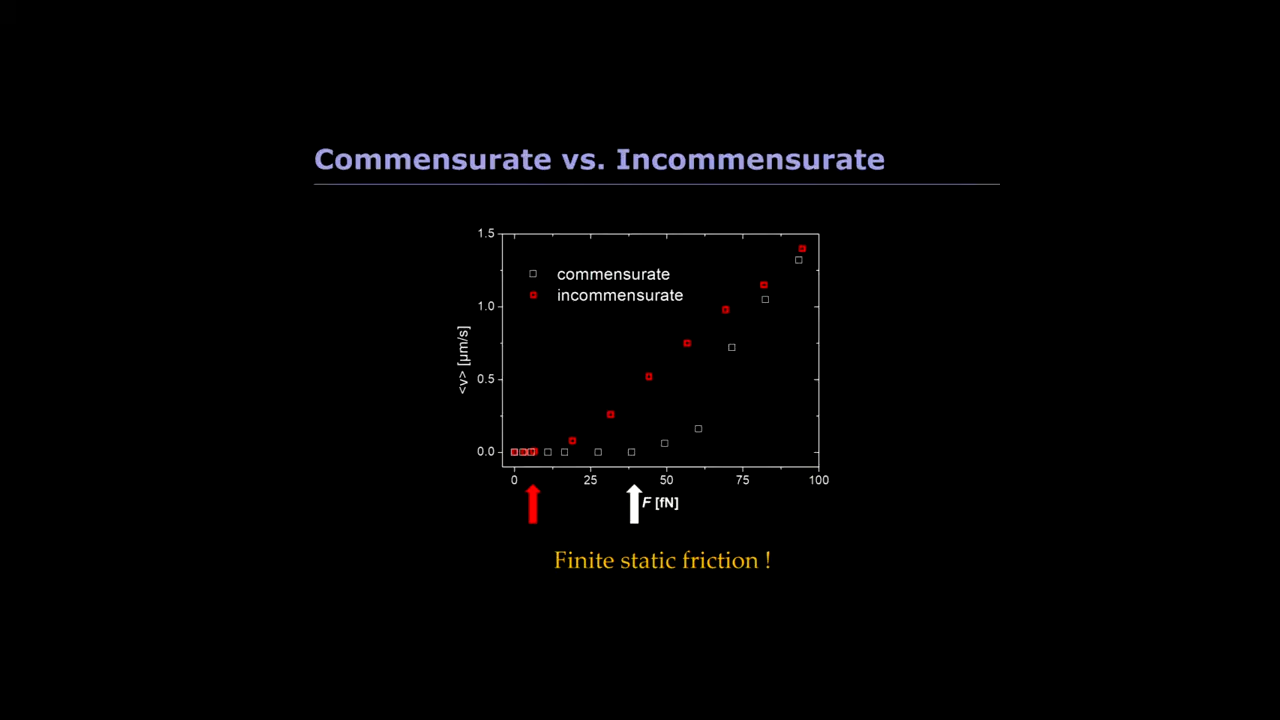 Commensurate vs. Incommensurate
1.5
commensurate
incommensurate
1.0
<v> [µm/s]
0.5
0.0
0 25 50 75 100
F [fN]
Finite static friction !